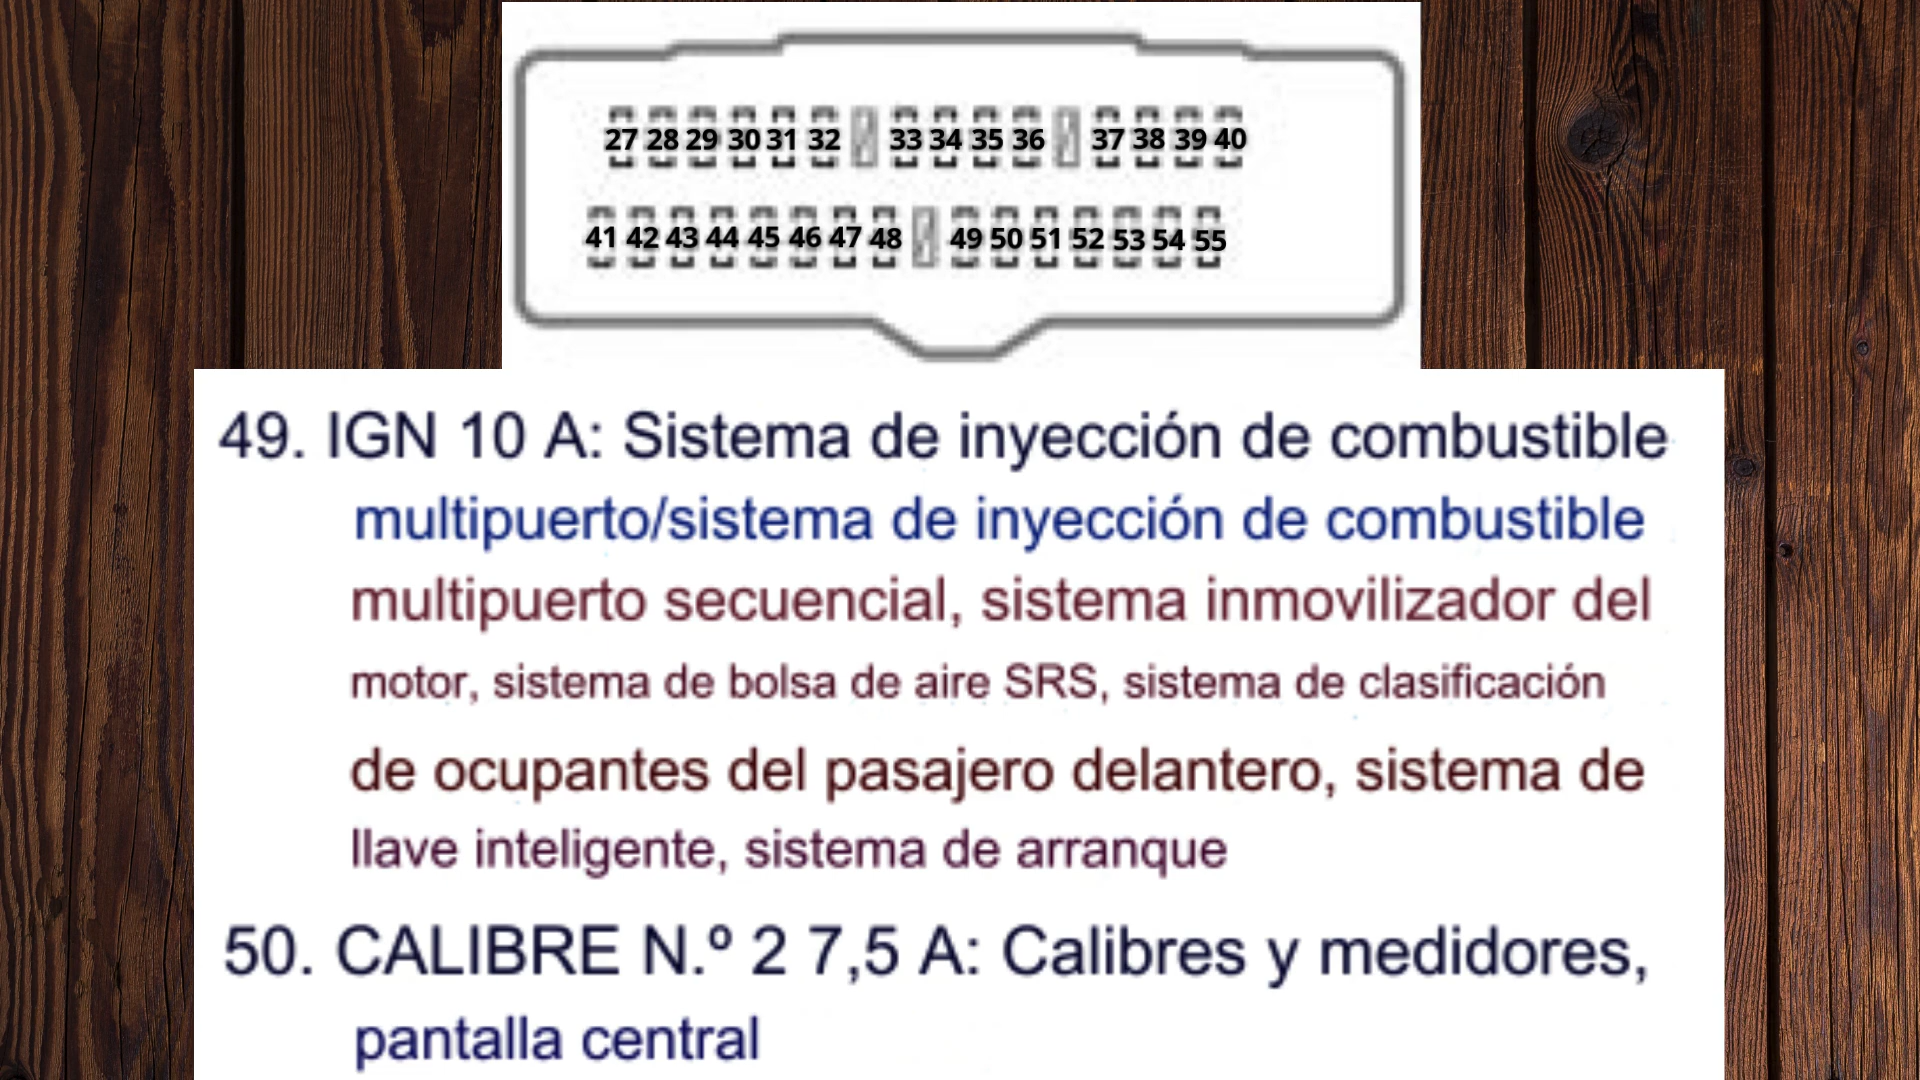 27 28 29 30 31 32 33 34 35 36 37 38 39 40
41 42 43 44 45 46 47 48 49 50 51 52 53 54 55
49. IGN 10 A: Sistema de inyección de combustible
multipuerto/sistema de inyección de combustible
multipuerto secuencial, sistema inmovilizador del
motor, sistema de bolsa de aire SRS, sistema de clasificación
de ocupantes del pasajero delantero, sistema de
llave inteligente, sistema de arranque
50. CALIBRE N.º 2 7,5 A: Calibres y medidores,
pantalla central